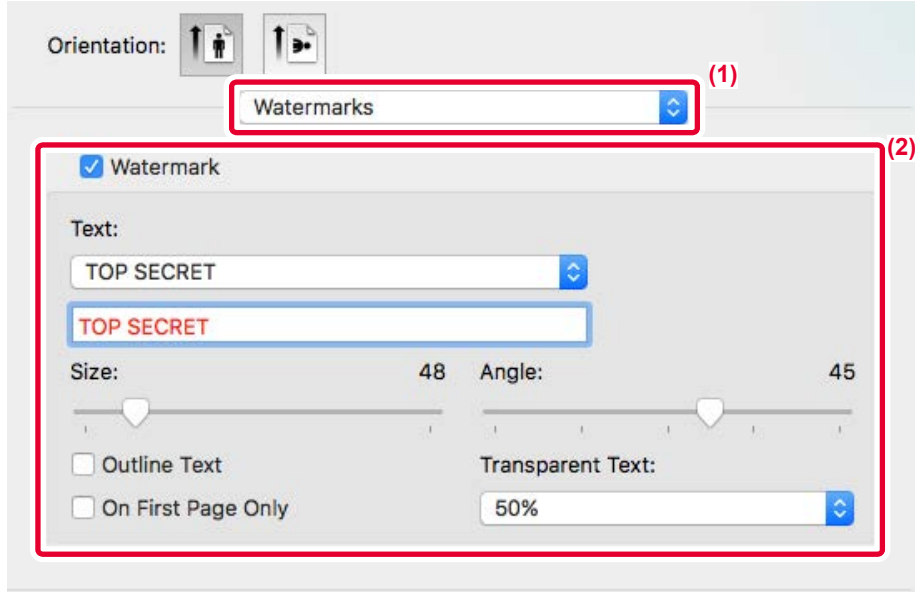 Orientation:
(1)
Watermarks
(2)
Watermark
Text:
TOP SECRET
TOP SECRET
Size: 48 Angle: 45
Outline Text Transparent Text:
On First Page Only 50%